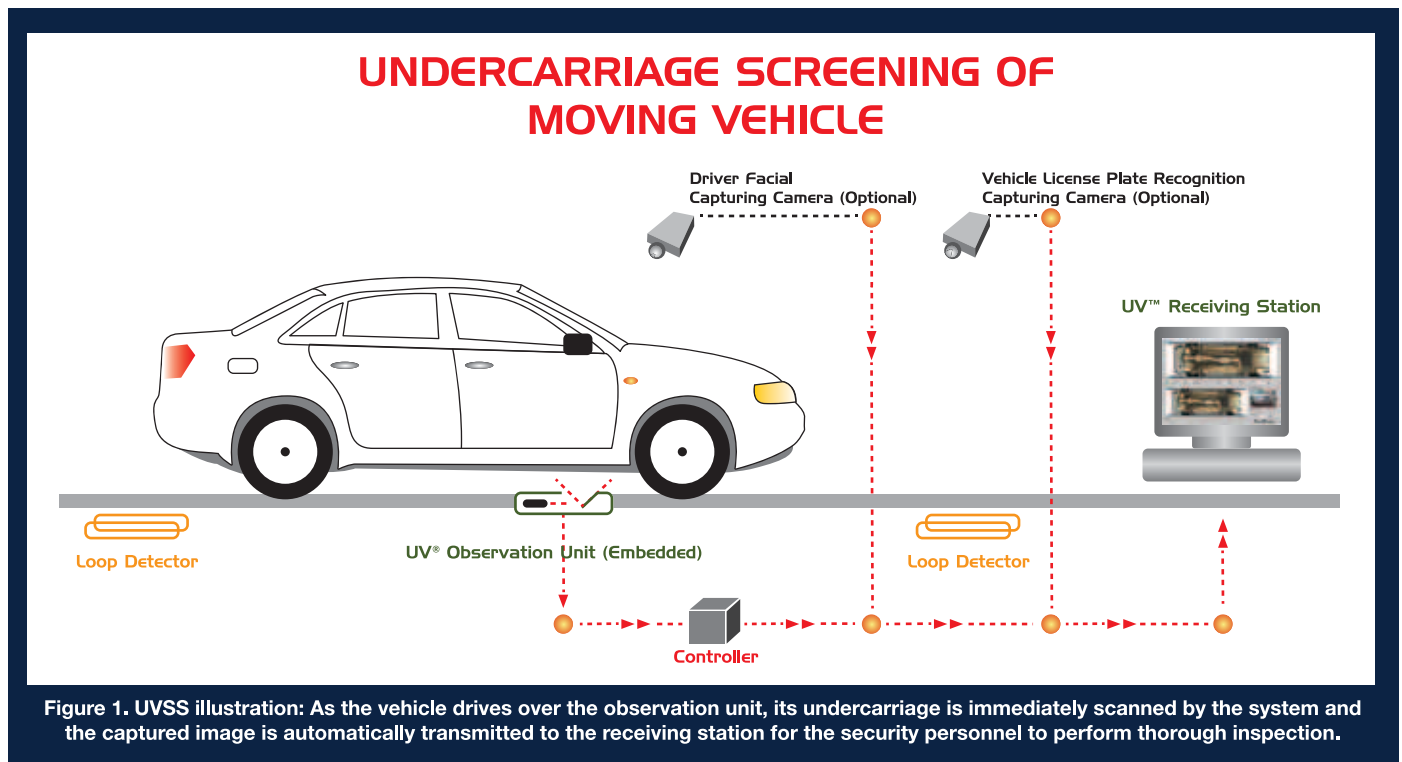 UNDERCARRIAGE SCREENING OF
MOVING VEHICLE
Driver Facial
Capturing Camera (Optional)
Vehicle License Plate Recognition
Capturing Camera (Optional)
UV™ Receiving Station
Loop Detector
UV® Observation Unit (Embedded)
Loop Detector
Controller
Figure 1. UVSS illustration: As the vehicle drives over the observation unit, its undercarriage is immediately scanned by the system and
the captured image is automatically transmitted to the receiving station for the security personnel to perform thorough inspection.